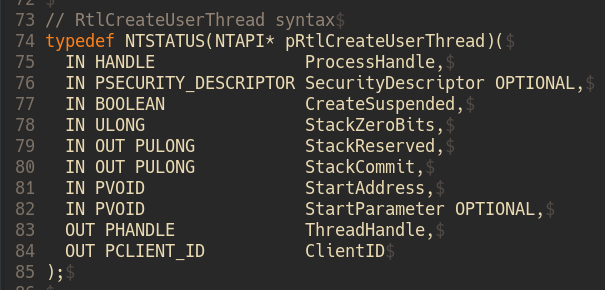 72 $
73 // RtlCreateUserThread syntax$
74 typedef NTSTATUS(NTAPI* pRtlCreateUserThread)($
75   IN HANDLE               ProcessHandle,$
76   IN PSECURITY_DESCRIPTOR SecurityDescriptor OPTIONAL,$
77   IN BOOLEAN              CreateSuspended,$
78   IN ULONG                StackZeroBits,$
79   IN OUT PULONG           StackReserved,$
80   IN OUT PULONG           StackCommit,$
81   IN PVOID                StartAddress,$
82   IN PVOID                StartParameter OPTIONAL,$
83   OUT PHANDLE             ThreadHandle,$
84   OUT PCLIENT_ID          ClientID$
85 );$
86 $